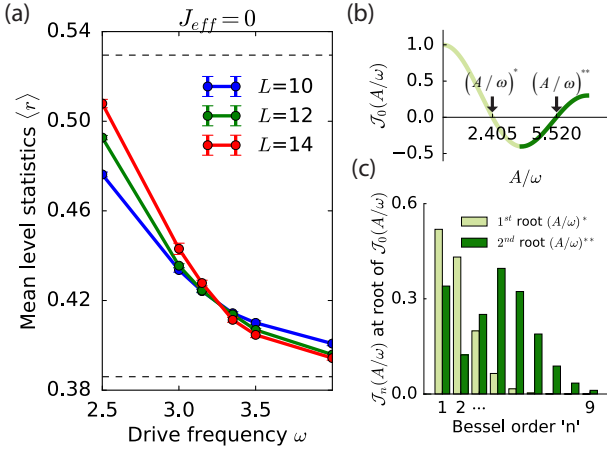 (a)
J_eff=0
Mean level statistics ⟨r⟩
0.54
0.50
0.46
0.42
0.38
L=10
L=12
L=14
2.5
3.0
3.5
Drive frequency ω
(b)
𝒥₀(A/ω)
1.0
0.5
0.0
−0.5
(A/ω)*
(A/ω)**
2.405
5.520
A/ω
(c)
𝒥ₙ(A/ω) at root of 𝒥₀(A/ω)
0.6
0.3
0.0
1st root (A/ω)*
2nd root (A/ω)**
1 2 ... 9
Bessel order 'n'